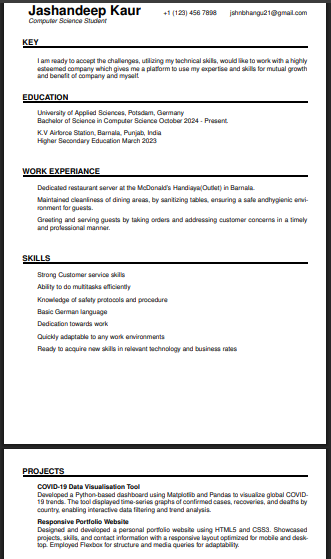 Jashandeep Kaur
+1 (123) 456 7898 jshnbhangu21@gmail.com
Computer Science Student
KEY
I am ready to accept the challenges, utilizing my technical skills, would like to work with a highly
esteemed company which gives me a platform to use my expertise and skills for mutual growth
and benefit of company and myself.
EDUCATION
University of Applied Sciences, Potsdam, Germany
Bachelor of Science in Computer Science October 2024 - Present.
K.V Airforce Station, Barnala, Punjab, India
Higher Secondary Education March 2023
WORK EXPERIANCE
Dedicated restaurant server at the McDonald's Handiaya(Outlet) in Barnala.
Maintained cleanliness of dining areas, by sanitizing tables, ensuring a safe andhygienic envi-
ronment for guests.
Greeting and serving guests by taking orders and addressing customer concerns in a timely
and professional manner.
SKILLS
Strong Customer service skills
Ability to do multitasks efficiently
Knowledge of safety protocols and procedure
Basic German language
Dedication towards work
Quickly adaptable to any work environments
Ready to acquire new skills in relevant technology and business rates
PROJECTS
COVID-19 Data Visualisation Tool
Developed a Python-based dashboard using Matplotlib and Pandas to visualize global COVID-
19 trends. The tool displayed time-series graphs of confirmed cases, recoveries, and deaths by
country, enabling interactive data filtering and trend analysis.
Responsive Portfolio Website
Designed and developed a personal portfolio website using HTML5 and CSS3. Showcased
projects, skills, and contact information with a responsive layout optimized for mobile and desk-
top. Employed Flexbox for structure and media queries for adaptability.